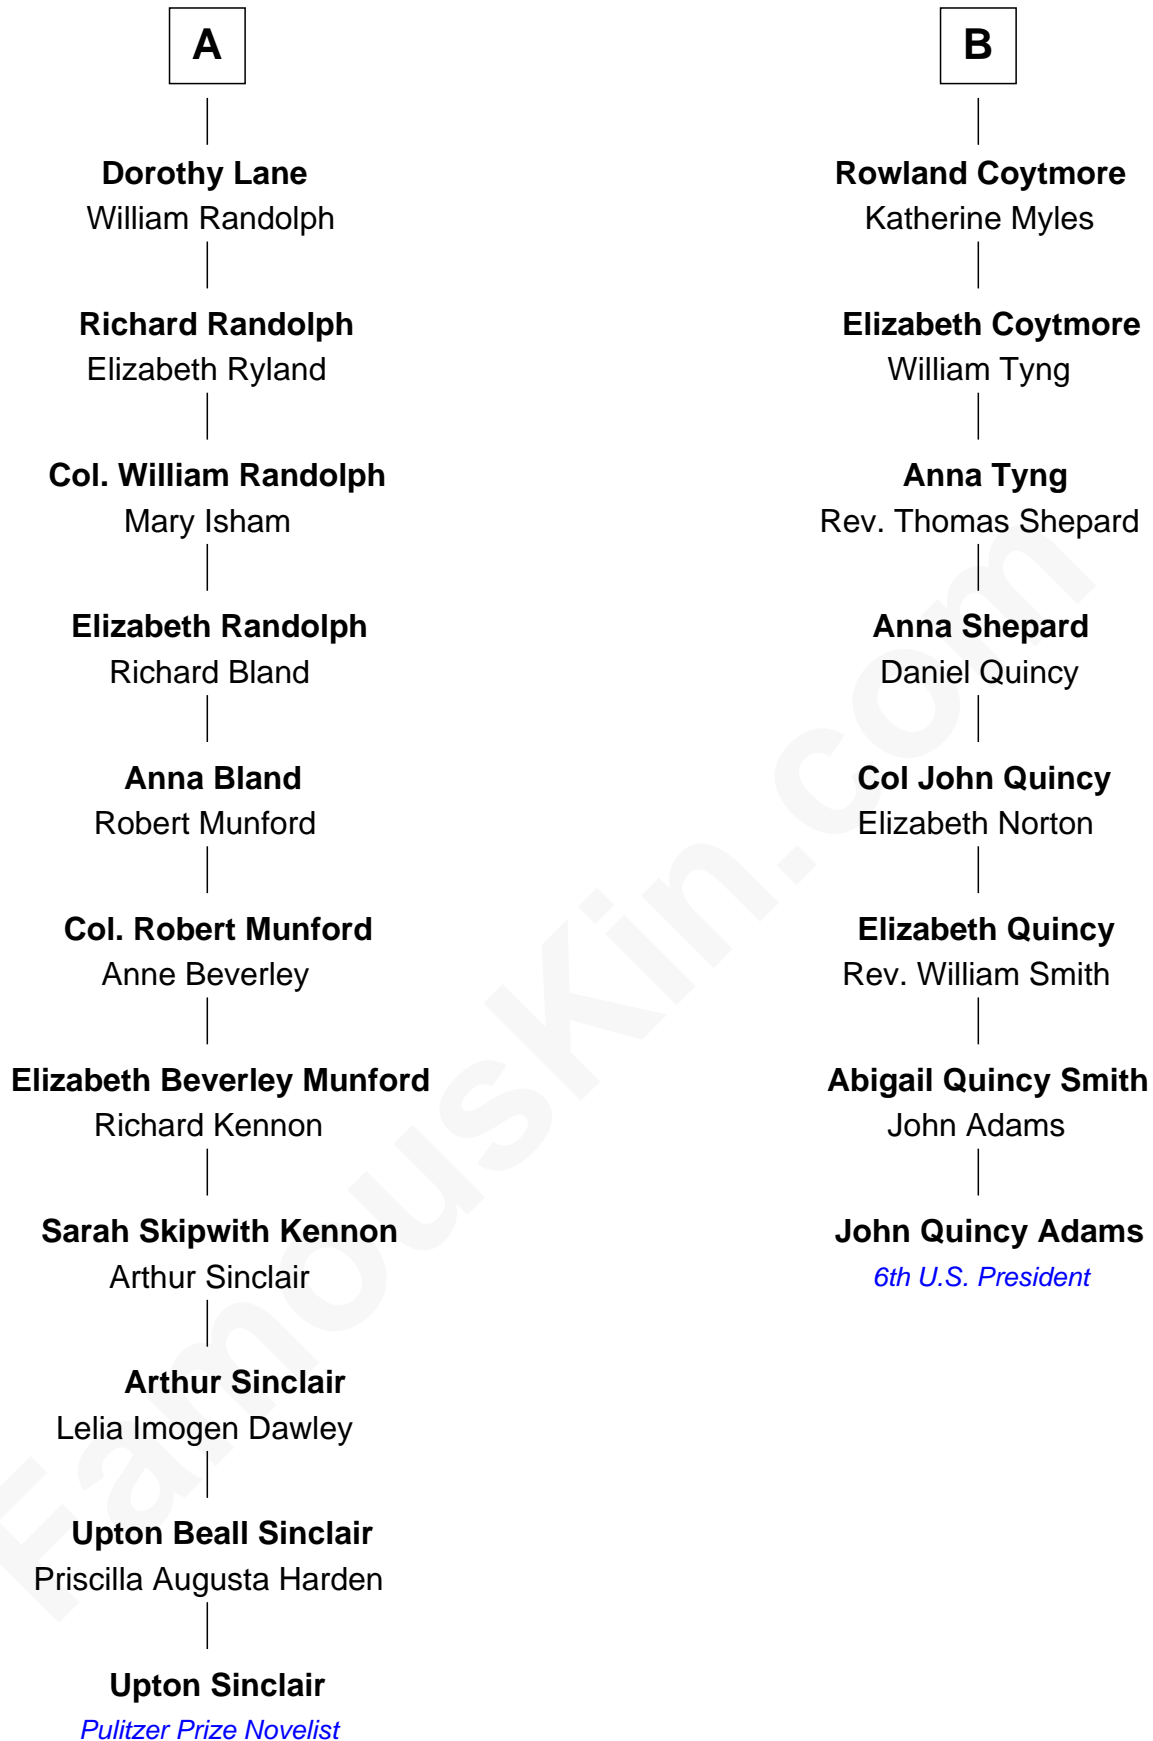 A
Dorothy Lane
William Randolph
Richard Randolph
Elizabeth Ryland
Col. William Randolph
Mary Isham
Elizabeth Randolph
Richard Bland
Anna Bland
Robert Munford
Col. Robert Munford
Anne Beverley
Elizabeth Beverley Munford
Richard Kennon
Sarah Skipwith Kennon
Arthur Sinclair
Arthur Sinclair
Lelia Imogen Dawley
Upton Beall Sinclair
Priscilla Augusta Harden
Upton Sinclair
Pulitzer Prize Novelist
B
Rowland Coytmore
Katherine Myles
Elizabeth Coytmore
William Tyng
Anna Tyng
Rev. Thomas Shepard
Anna Shepard
Daniel Quincy
Col John Quincy
Elizabeth Norton
Elizabeth Quincy
Rev. William Smith
Abigail Quincy Smith
John Adams
John Quincy Adams
6th U.S. President
FamousKin.com